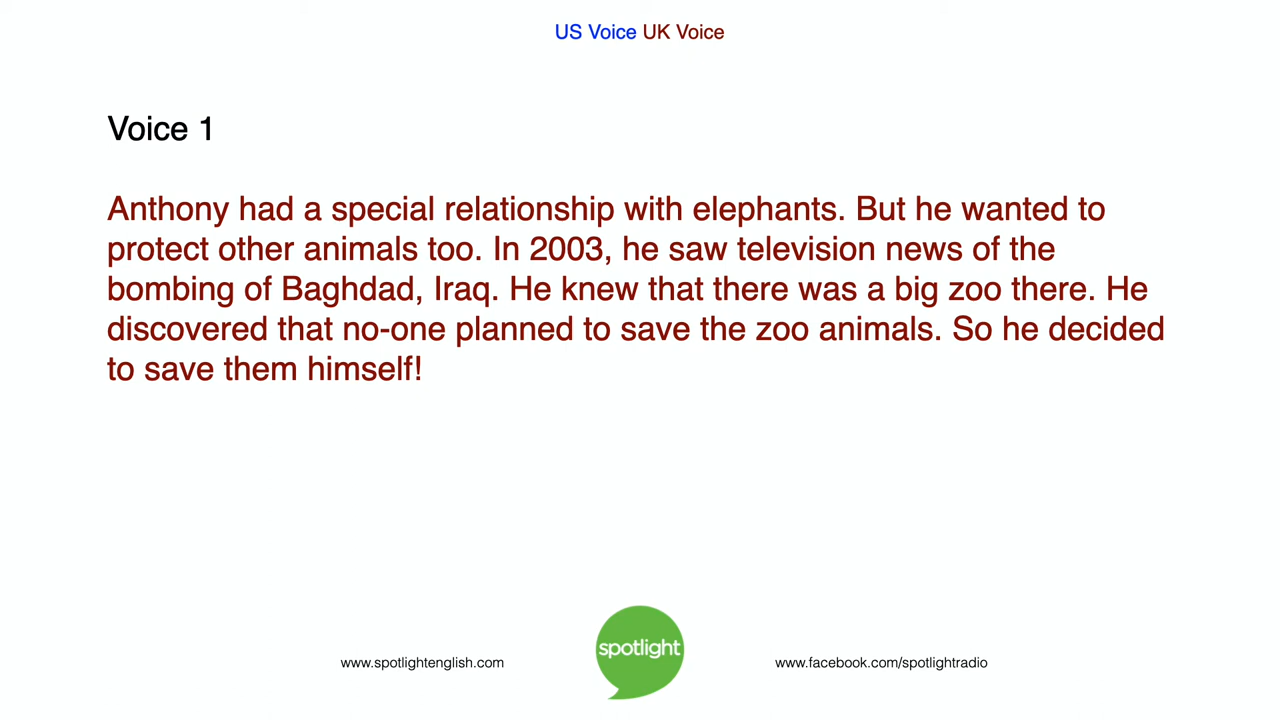 US Voice UK Voice
Voice 1
Anthony had a special relationship with elephants. But he wanted to
protect other animals too. In 2003, he saw television news of the
bombing of Baghdad, Iraq. He knew that there was a big zoo there. He
discovered that no-one planned to save the zoo animals. So he decided
to save them himself!
www.spotlightenglish.com
spotlight
www.facebook.com/spotlightradio